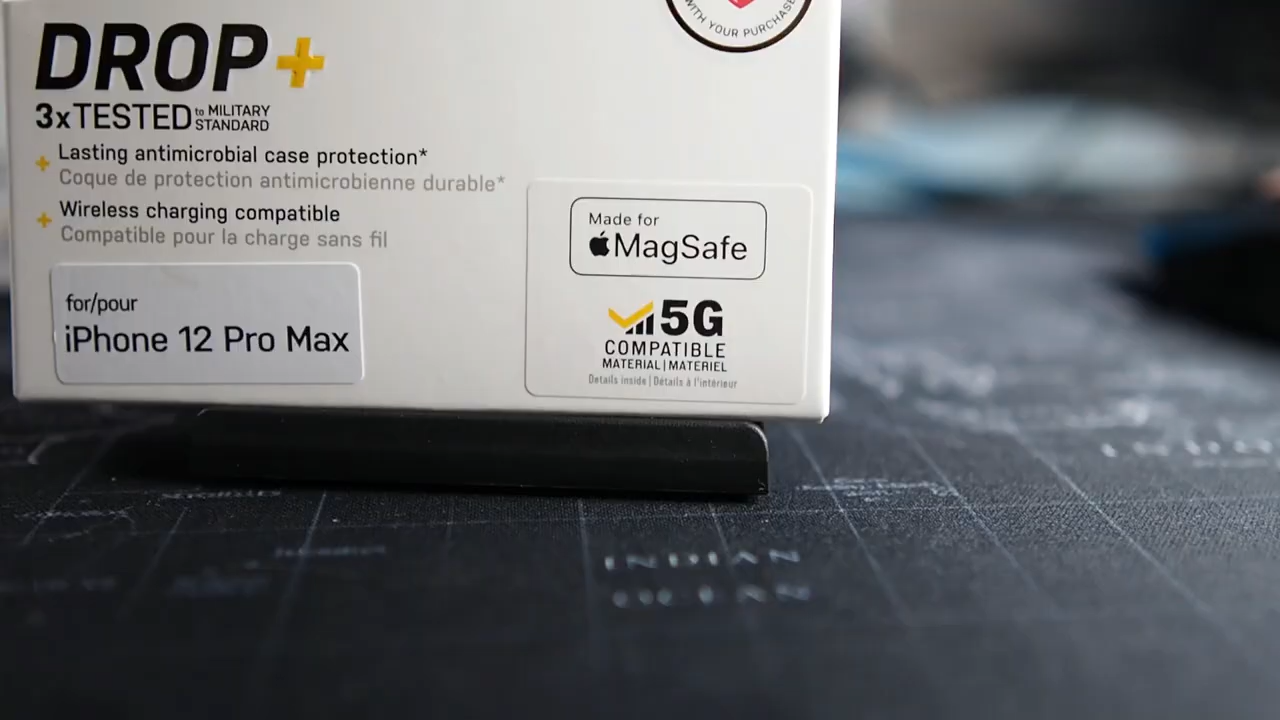 WITH YOUR PURCHASE
DROP+
3xTESTED to MILITARY STANDARD
Lasting antimicrobial case protection*
Coque de protection antimicrobienne durable*
Wireless charging compatible
Compatible pour la charge sans fil
for/pour
iPhone 12 Pro Max
Made for
MagSafe
5G
COMPATIBLE
MATERIAL|MATERIEL
Details inside | Détails à l'intérieur
INDIAN
OCEAN